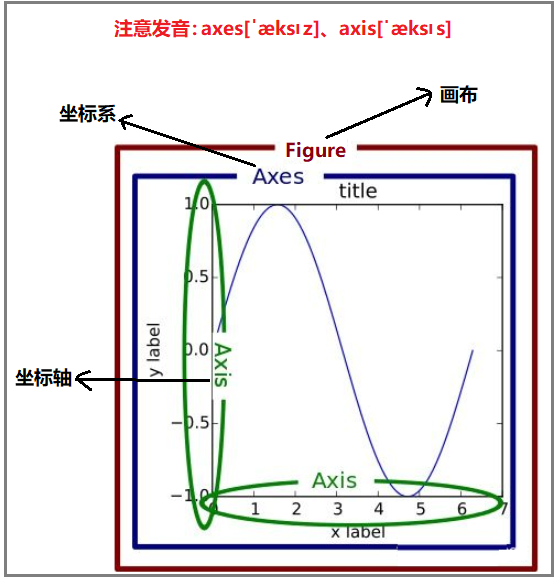 注意发音：axes[ˈæksɪz]、axis[ˈæksɪs]
画布
坐标系
Figure
Axes
title
1.0
0.5
0.0
−0.5
−1.0
y label
Axis
坐标轴
Axis
0 1 2 3 4 5 6 7
x label